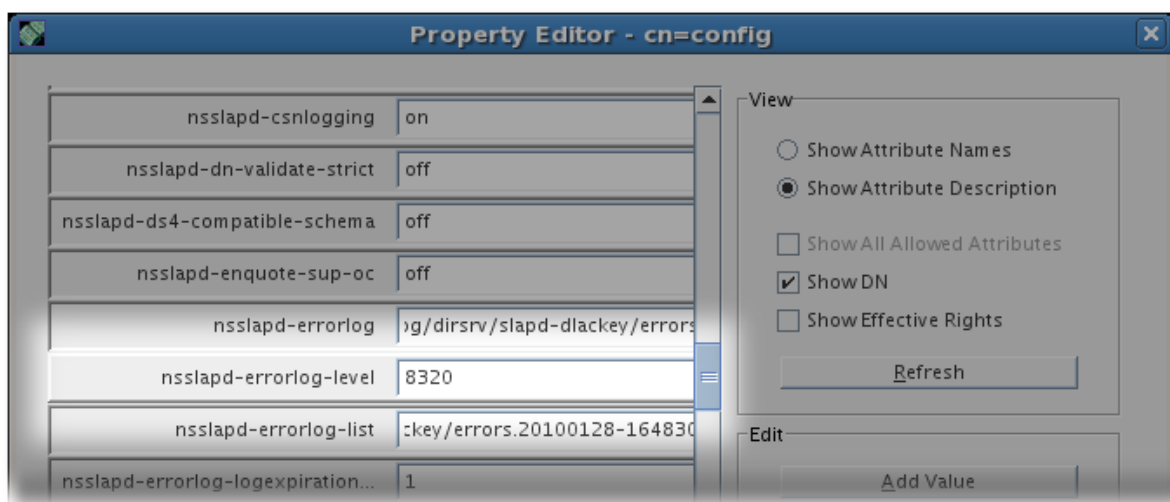 Property Editor - cn=config
nsslapd-csnlogging on
nsslapd-dn-validate-strict off
nsslapd-ds4-compatible-schema off
nsslapd-enquote-sup-oc off
nsslapd-errorlog og/dirsrv/slapd-dlackey/errors
nsslapd-errorlog-level 8320
nsslapd-errorlog-list ckey/errors.20100128-164830
nsslapd-errorlog-logexpiration... 1
View
Show Attribute Names
Show Attribute Description
Show All Allowed Attributes
Show DN
Show Effective Rights
Refresh
Edit
Add Value